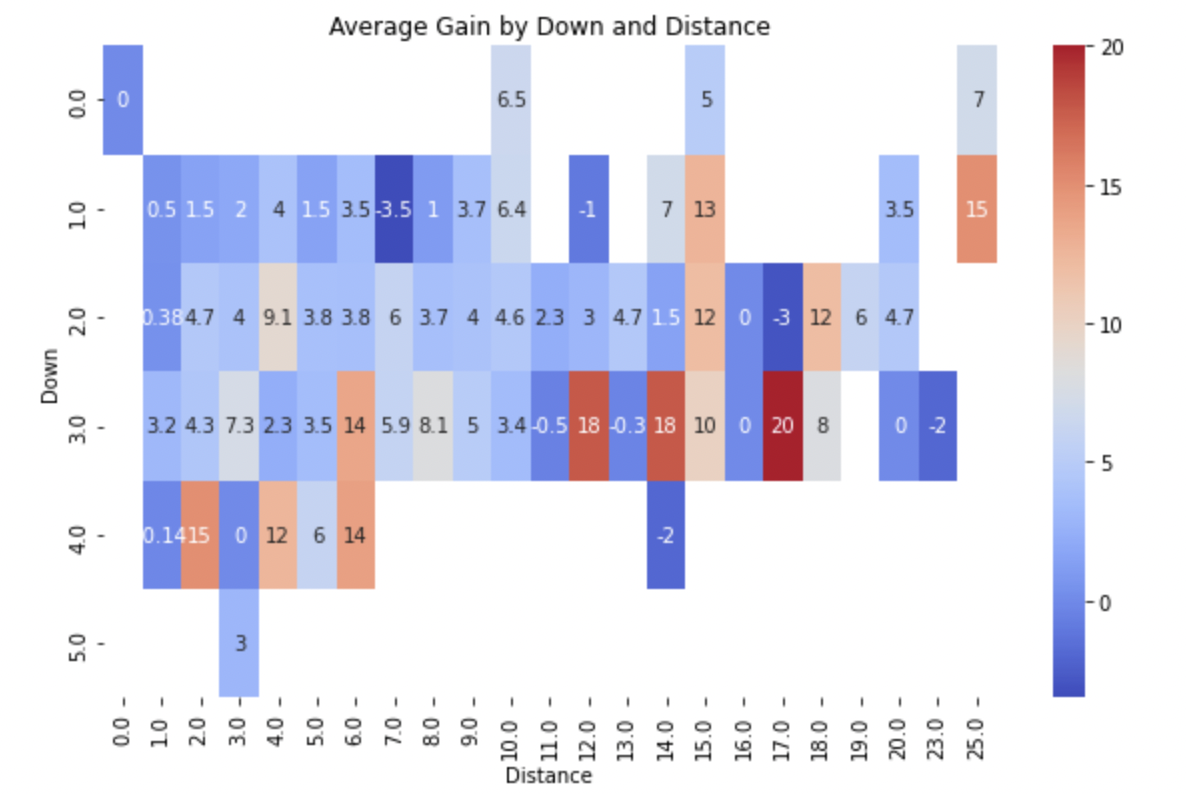 Average Gain by Down and Distance
0.0 0 6.5 5 7
1.0 0.5 1.5 2 4 1.5 3.5 -3.5 1 3.7 6.4 -1 7 13 3.5 15
2.0 0.38 4.7 4 9.1 3.8 3.8 6 3.7 4 4.6 2.3 3 4.7 1.5 12 0 -3 12 6 4.7
3.0 3.2 4.3 7.3 2.3 3.5 14 5.9 8.1 5 3.4 -0.5 18 -0.3 18 10 0 20 8 0 -2
4.0 0.14 15 0 12 6 14 -2
5.0 3
Down
0.0 1.0 2.0 3.0 4.0 5.0 6.0 7.0 8.0 9.0 10.0 11.0 12.0 13.0 14.0 15.0 16.0 17.0 18.0 19.0 20.0 23.0 25.0
Distance
20
15
10
5
0